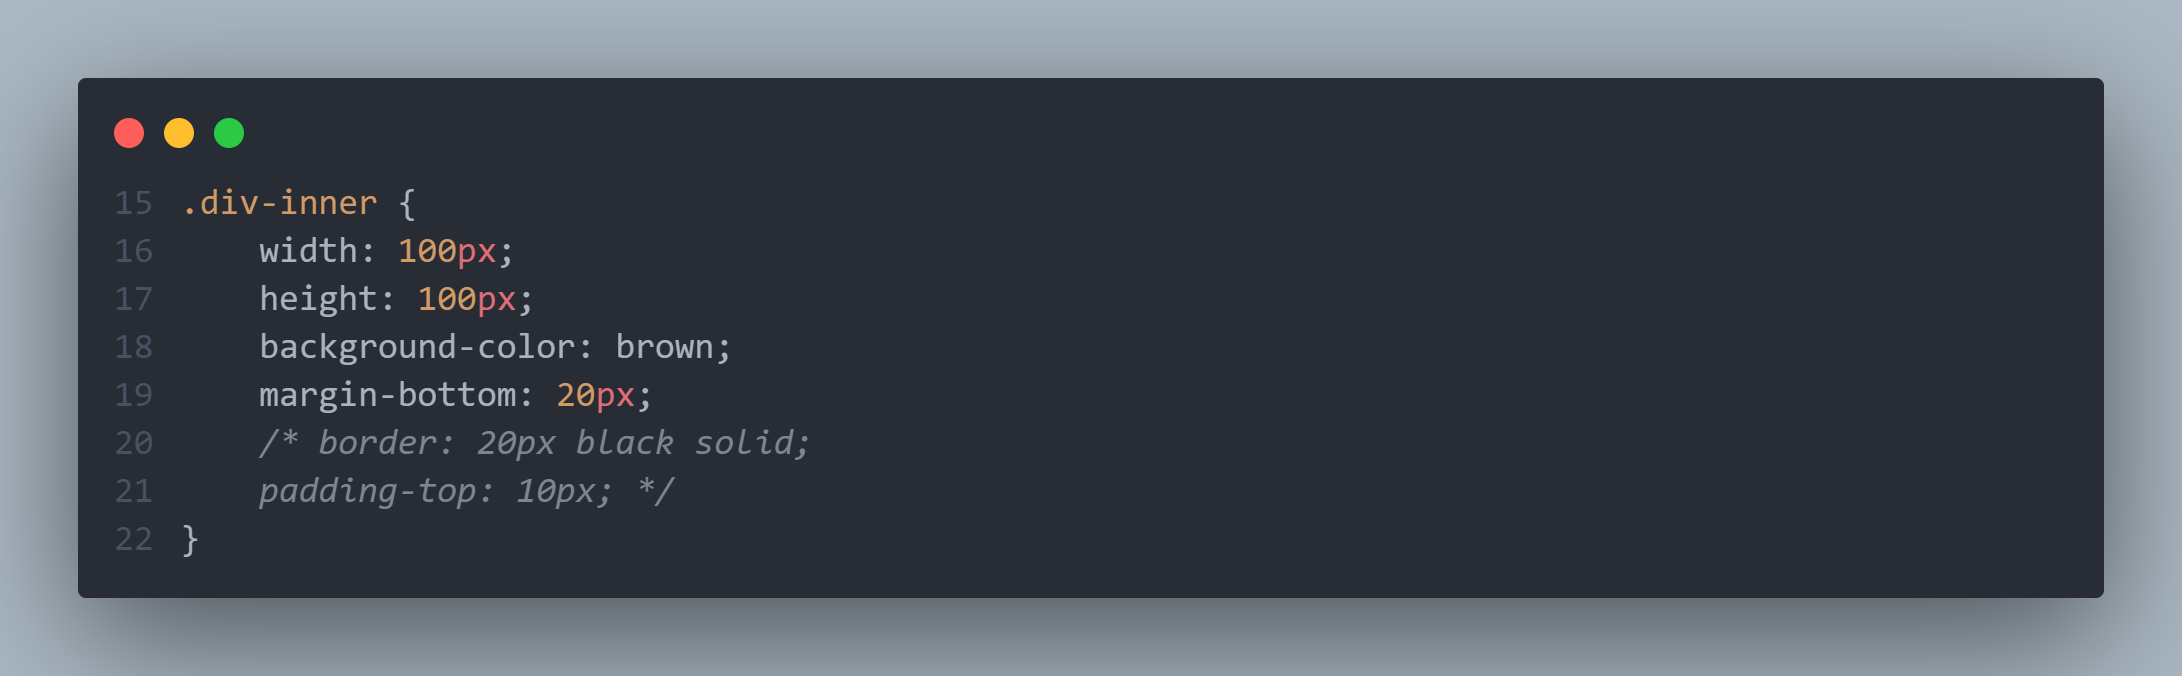 15 .div-inner {
16     width: 100px;
17     height: 100px;
18     background-color: brown;
19     margin-bottom: 20px;
20     /* border: 20px black solid;
21     padding-top: 10px; */
22 }